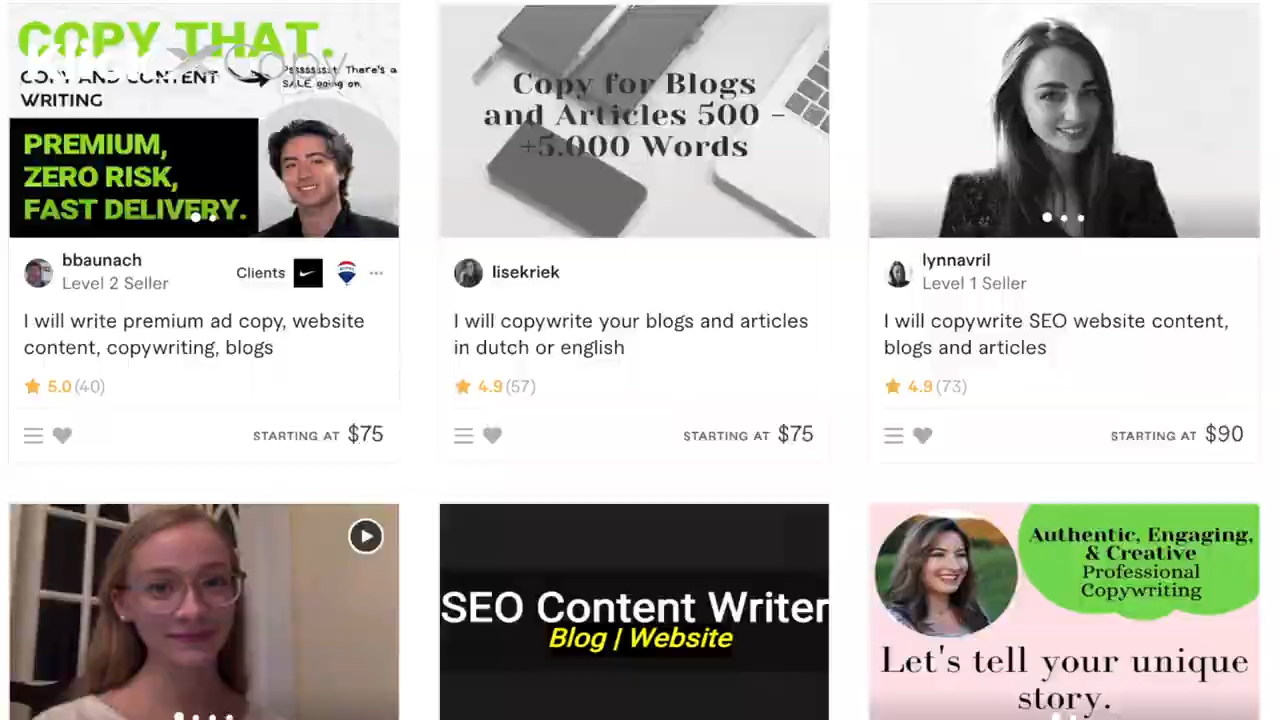 COPY THAT.
COPY AND CONTENT
WRITING
Psssssst. There's a
SALE going on.
PREMIUM,
ZERO RISK,
FAST DELIVERY.
bbaunach
Level 2 Seller
Clients
I will write premium ad copy, website
content, copywriting, blogs
5.0 (40)
STARTING AT $75
Copy for Blogs
and Articles 500 -
+5.000 Words
lisekriek
I will copywrite your blogs and articles
in dutch or english
4.9 (57)
STARTING AT $75
lynnavril
Level 1 Seller
I will copywrite SEO website content,
blogs and articles
4.9 (73)
STARTING AT $90
SEO Content Writer
Blog | Website
Authentic, Engaging,
& Creative
Professional
Copywriting
Let's tell your unique
story.